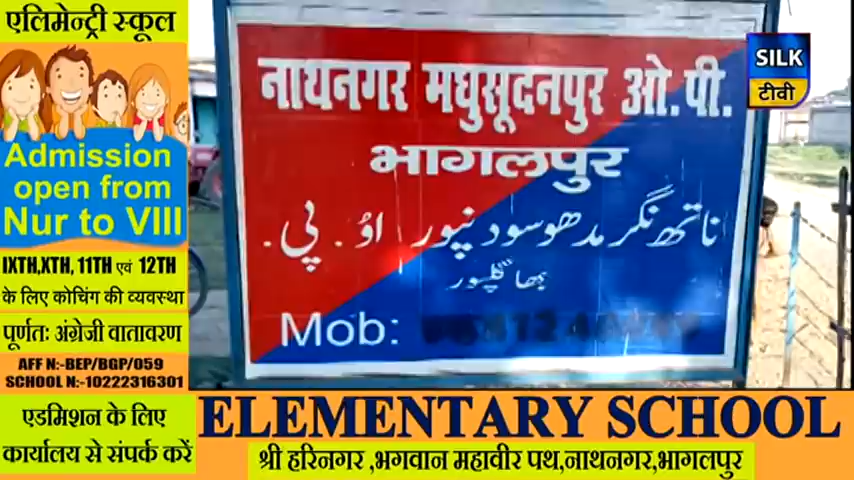 एलिमेन्ट्री स्कूल
Admission
open from
Nur to VIII
IXTH,XTH, 11TH एवं 12TH
के लिए कोचिंग की व्यवस्था
पूर्णतः अंग्रेजी वातावरण
AFF N:-BEP/BGP/059
SCHOOL N:-10222316301
एडमिशन के लिए
कार्यालय से संपर्क करें
SILK
टीवी
नाथनगर मधुसूदनपुर ओ.पी.
भागलपुर
ناتھ نگر مدھوسودنپور اؤ . پی .
بھاگلپور
Mob:
ELEMENTARY SCHOOL
श्री हरिनगर ,भगवान महावीर पथ,नाथनगर,भागलपुर